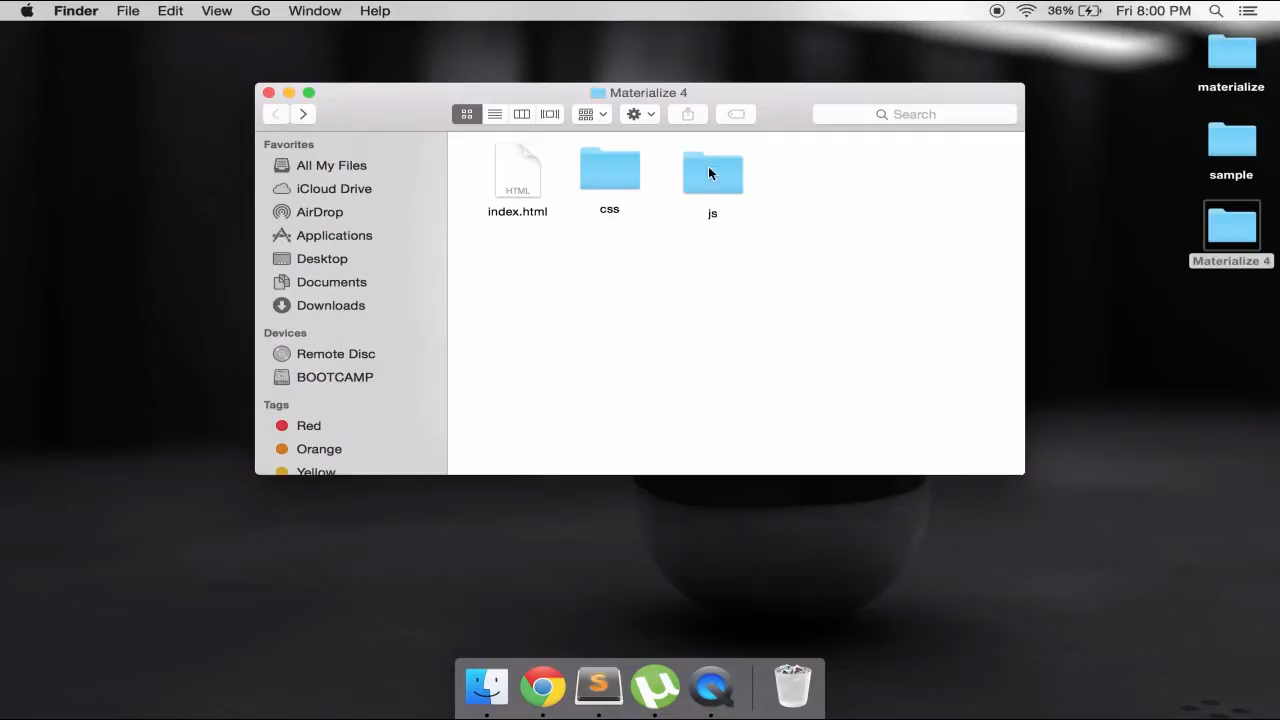 Finder File Edit View Go Window Help 36% Fri 8:00 PM
materialize
sample
Materialize 4
Materialize 4
Search
Favorites
All My Files
iCloud Drive
AirDrop
Applications
Desktop
Documents
Downloads
Devices
Remote Disc
BOOTCAMP
Tags
Red
Orange
Yellow
HTML
index.html css js
S
µ